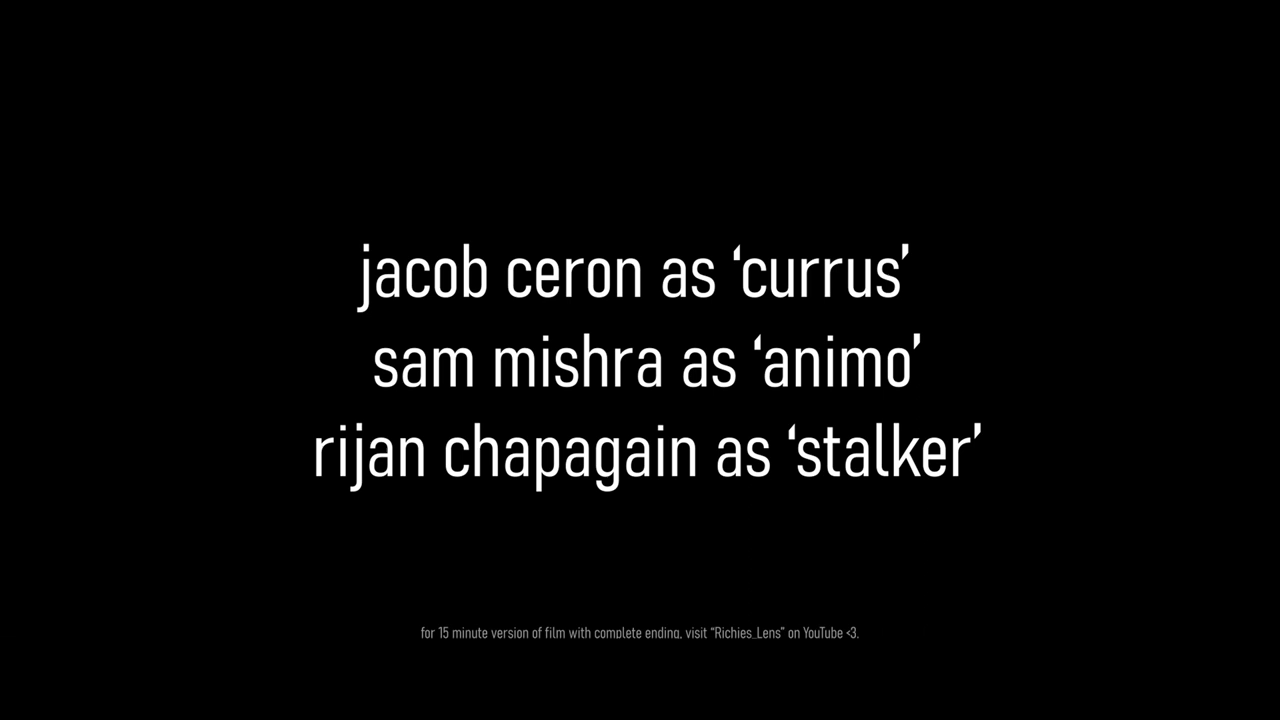 jacob ceron as ‘currus’
sam mishra as ‘animo’
rijan chapagain as ‘stalker’
for 15 minute version of film with complete ending, visit “Richies_Lens” on YouTube <3.